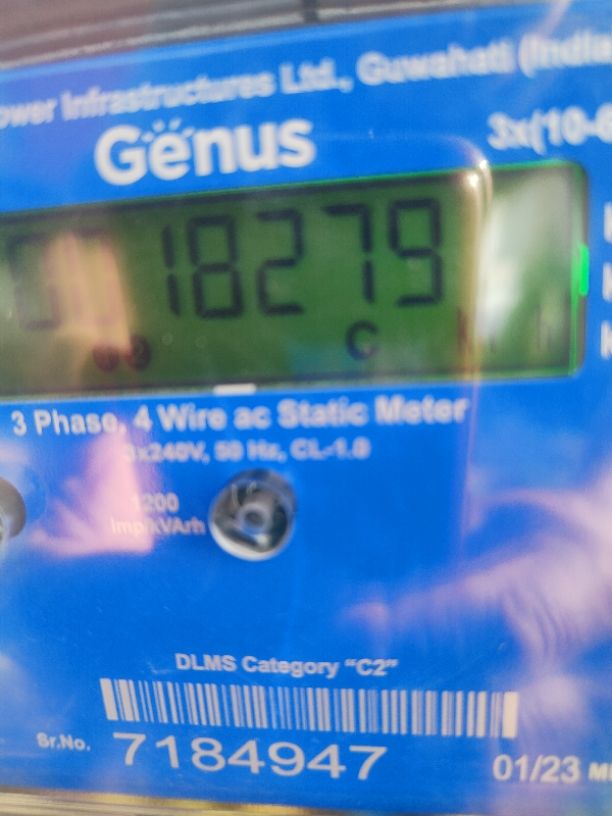 ower Infrastructures Ltd., Guwahati (India
Genus
3x(10-6
18279
C
3 Phase, 4 Wire ac Static Meter
3x240V, 50 Hz, CL-1.0
1200
Imp/kVArh
DLMS Category "C2"
Sr.No. 7184947
01/23